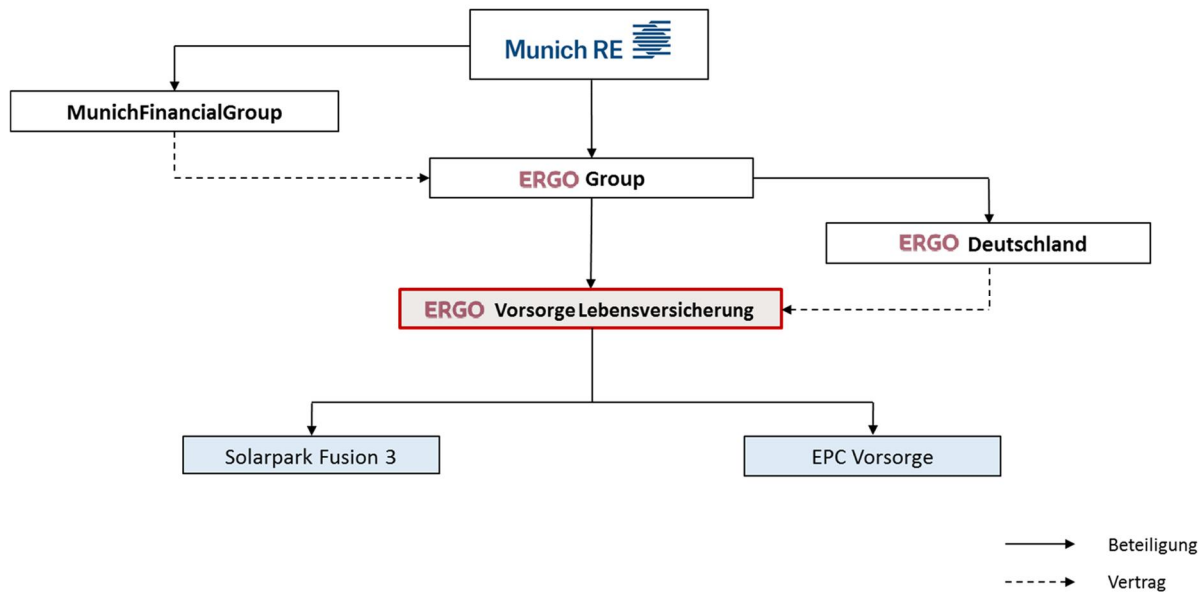 Munich RE
MunichFinancialGroup
ERGO Group
ERGO Deutschland
ERGO Vorsorge Lebensversicherung
Solarpark Fusion 3
EPC Vorsorge
Beteiligung
Vertrag